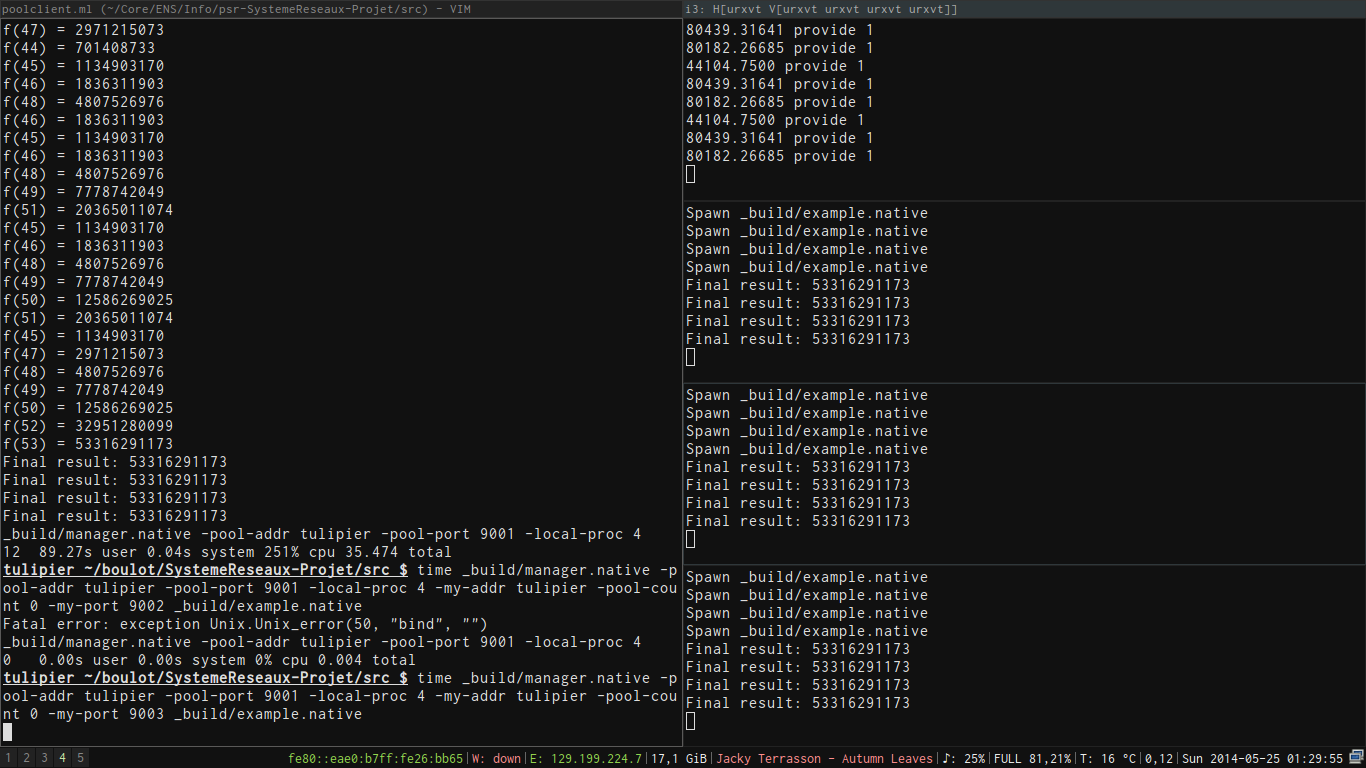 poolclient.ml (~/Core/ENS/Info/psr-SystemeReseaux-Projet/src) - VIM
f(47) = 2971215073
f(44) = 701408733
f(45) = 1134903170
f(46) = 1836311903
f(48) = 4807526976
f(46) = 1836311903
f(45) = 1134903170
f(46) = 1836311903
f(48) = 4807526976
f(49) = 7778742049
f(51) = 20365011074
f(45) = 1134903170
f(46) = 1836311903
f(48) = 4807526976
f(49) = 7778742049
f(50) = 12586269025
f(51) = 20365011074
f(45) = 1134903170
f(47) = 2971215073
f(48) = 4807526976
f(49) = 7778742049
f(50) = 12586269025
f(52) = 32951280099
f(53) = 53316291173
Final result: 53316291173
Final result: 53316291173
Final result: 53316291173
Final result: 53316291173
_build/manager.native -pool-addr tulipier -pool-port 9001 -local-proc 4
12  89.27s user 0.04s system 251% cpu 35.474 total
tulipier ~/boulot/SystemeReseaux-Projet/src $ time _build/manager.native -p
ool-addr tulipier -pool-port 9001 -local-proc 4 -my-addr tulipier -pool-cou
nt 0 -my-port 9002 _build/example.native
Fatal error: exception Unix.Unix_error(50, "bind", "")
_build/manager.native -pool-addr tulipier -pool-port 9001 -local-proc 4
0   0.00s user 0.00s system 0% cpu 0.004 total
tulipier ~/boulot/SystemeReseaux-Projet/src $ time _build/manager.native -p
ool-addr tulipier -pool-port 9001 -local-proc 4 -my-addr tulipier -pool-cou
nt 0 -my-port 9003 _build/example.native
i3: H[urxvt V[urxvt urxvt urxvt urxvt]]
80439.31641 provide 1
80182.26685 provide 1
44104.7500 provide 1
80439.31641 provide 1
80182.26685 provide 1
44104.7500 provide 1
80439.31641 provide 1
80182.26685 provide 1
Spawn _build/example.native
Spawn _build/example.native
Spawn _build/example.native
Spawn _build/example.native
Final result: 53316291173
Final result: 53316291173
Final result: 53316291173
Final result: 53316291173
Spawn _build/example.native
Spawn _build/example.native
Spawn _build/example.native
Spawn _build/example.native
Final result: 53316291173
Final result: 53316291173
Final result: 53316291173
Final result: 53316291173
Spawn _build/example.native
Spawn _build/example.native
Spawn _build/example.native
Spawn _build/example.native
Final result: 53316291173
Final result: 53316291173
Final result: 53316291173
Final result: 53316291173
1 2 3 4 5 fe80::eae0:b7ff:fe26:bb65|W: down|E: 129.199.224.7|17,1 GiB|Jacky Terrasson - Autumn Leaves|♪: 25%|FULL 81,21%|T: 16 °C|0,12|Sun 2014-05-25 01:29:55